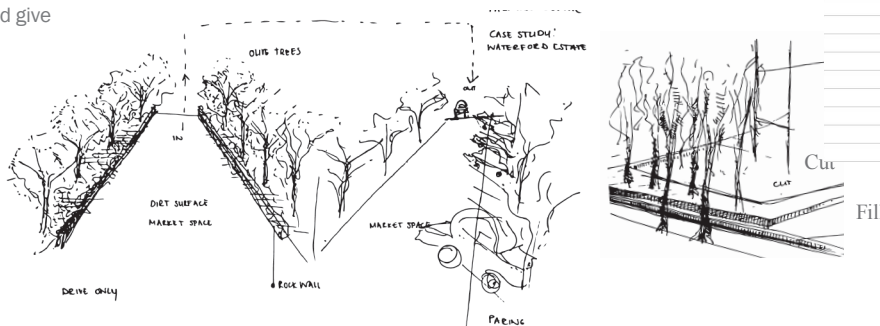 d give
CASE STUDY:
WATERFORD ESTATE
OLIVE TREES
OUT
IN
DIRT SURFACE
MARKET SPACE
MARKET SPACE
DRIVE ONLY
ROCK WALL
PARING
CUT
Cut
Fil